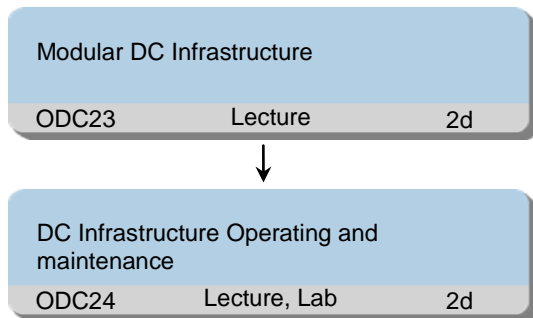 Modular DC Infrastructure
ODC23 Lecture 2d
DC Infrastructure Operating and
maintenance
ODC24 Lecture, Lab 2d